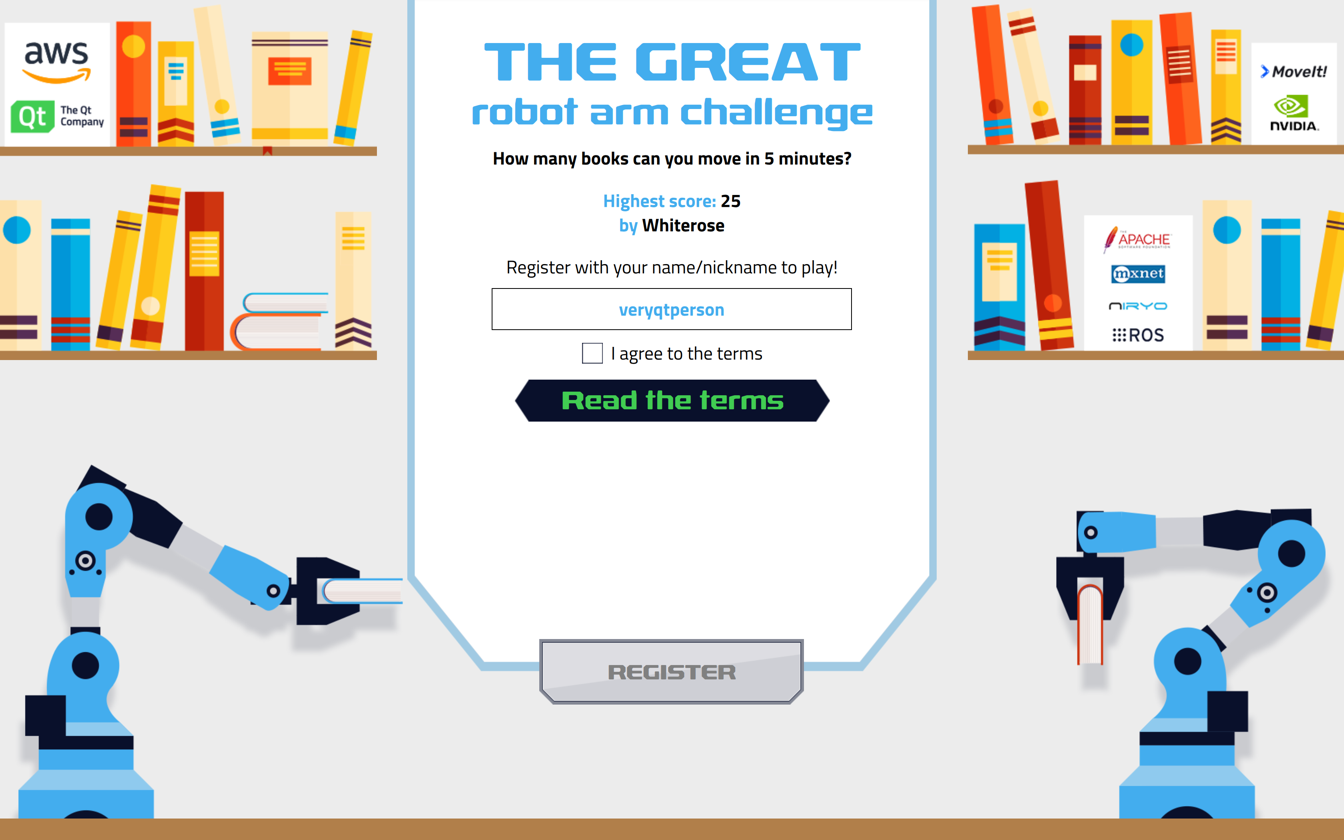 aws
Qt The Qt
Company
THE GREAT
robot arm challenge
How many books can you move in 5 minutes?
Highest score: 25
by Whiterose
Register with your name/nickname to play!
veryqtperson
I agree to the terms
Read the terms
REGISTER
MoveIt!
NVIDIA.
APACHE
mxnet
NIRYO
ROS